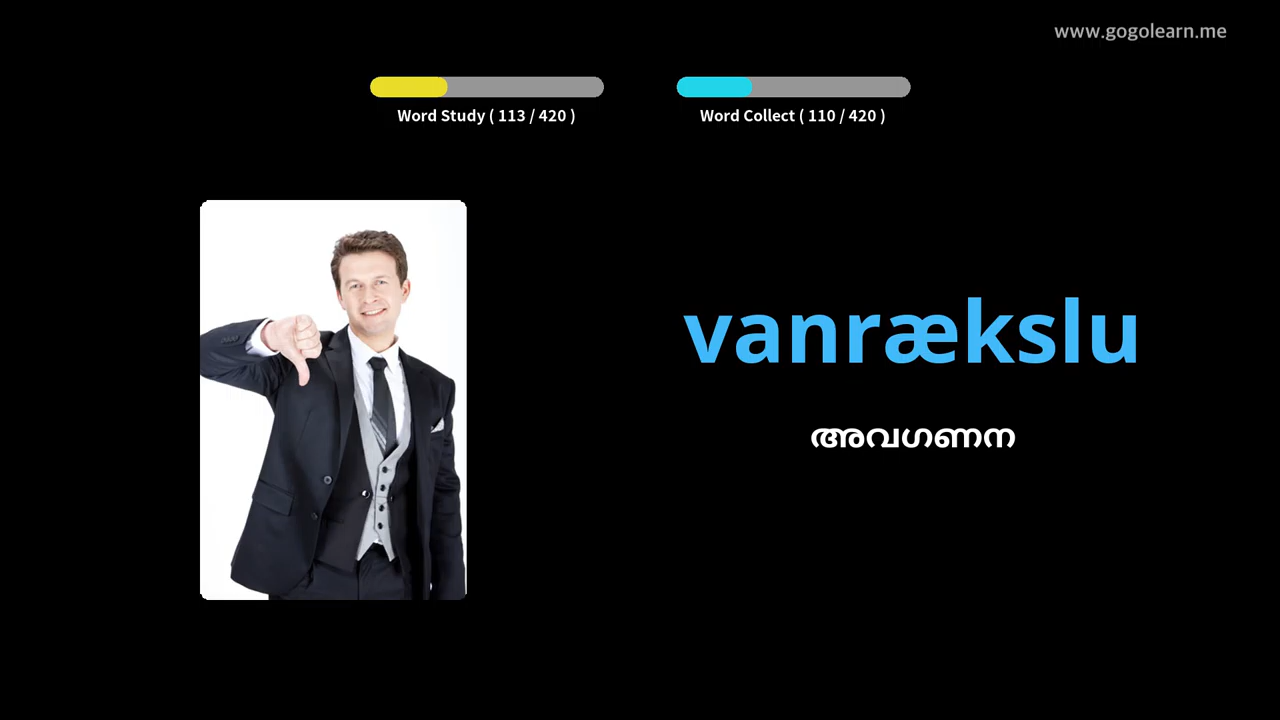 www.gogolearn.me
Word Study ( 113 / 420 )
Word Collect ( 110 / 420 )
vanrækslu
അവഗണന